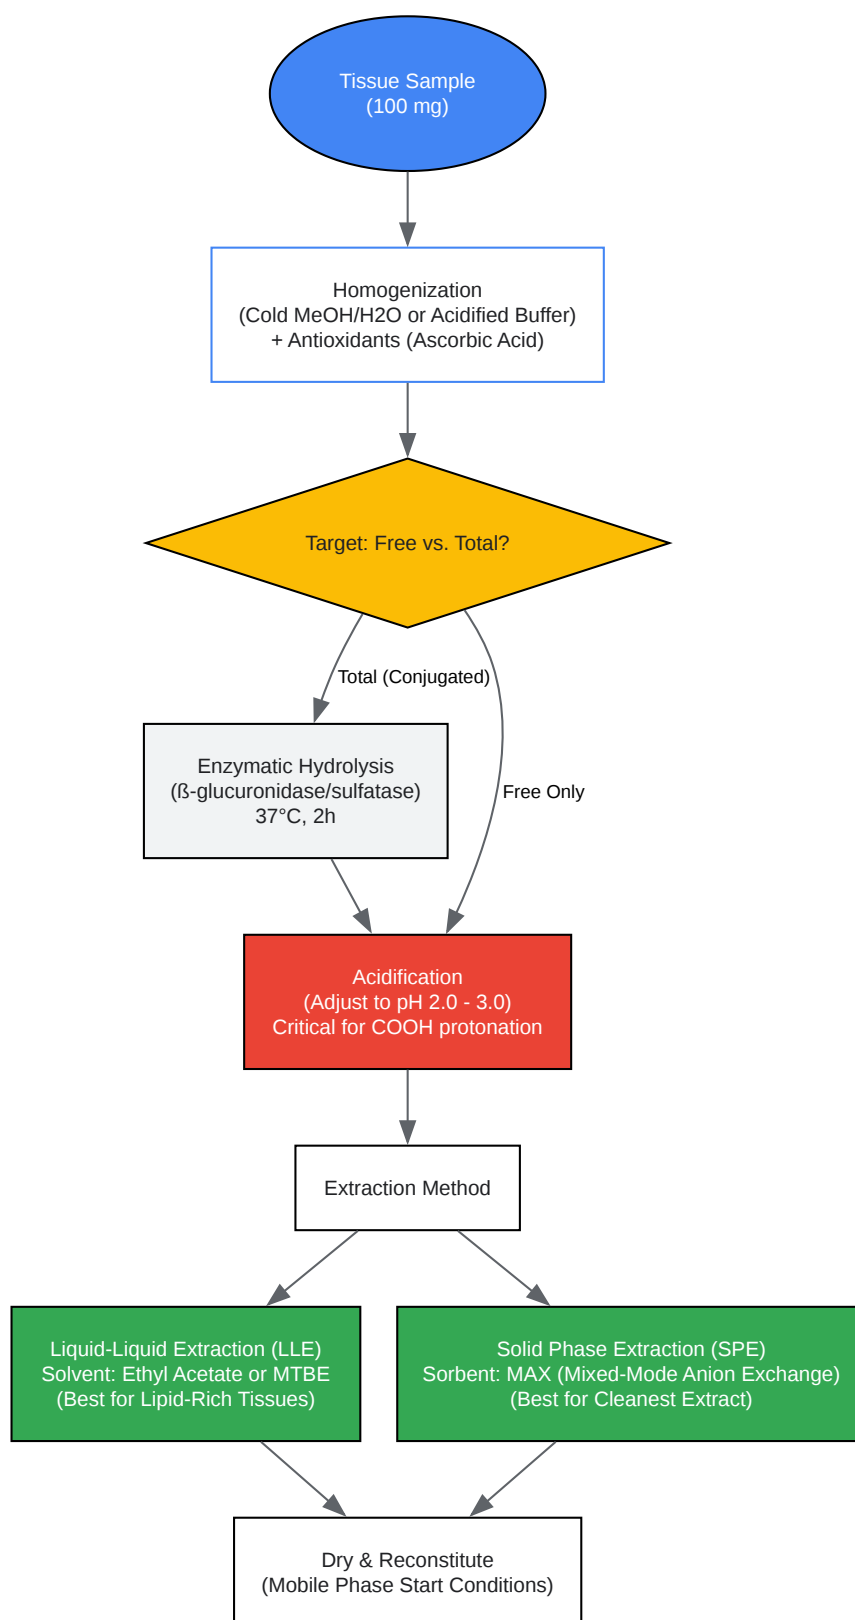 Tissue Sample
(100 mg)
Homogenization
(Cold MeOH/H2O or Acidified Buffer)
+ Antioxidants (Ascorbic Acid)
Target: Free vs. Total?
Total (Conjugated)
Enzymatic Hydrolysis
(ß-glucuronidase/sulfatase)
37°C, 2h
Free Only
Acidification
(Adjust to pH 2.0 - 3.0)
Critical for COOH protonation
Extraction Method
Liquid-Liquid Extraction (LLE)
Solvent: Ethyl Acetate or MTBE
(Best for Lipid-Rich Tissues)
Solid Phase Extraction (SPE)
Sorbent: MAX (Mixed-Mode Anion Exchange)
(Best for Cleanest Extract)
Dry & Reconstitute
(Mobile Phase Start Conditions)